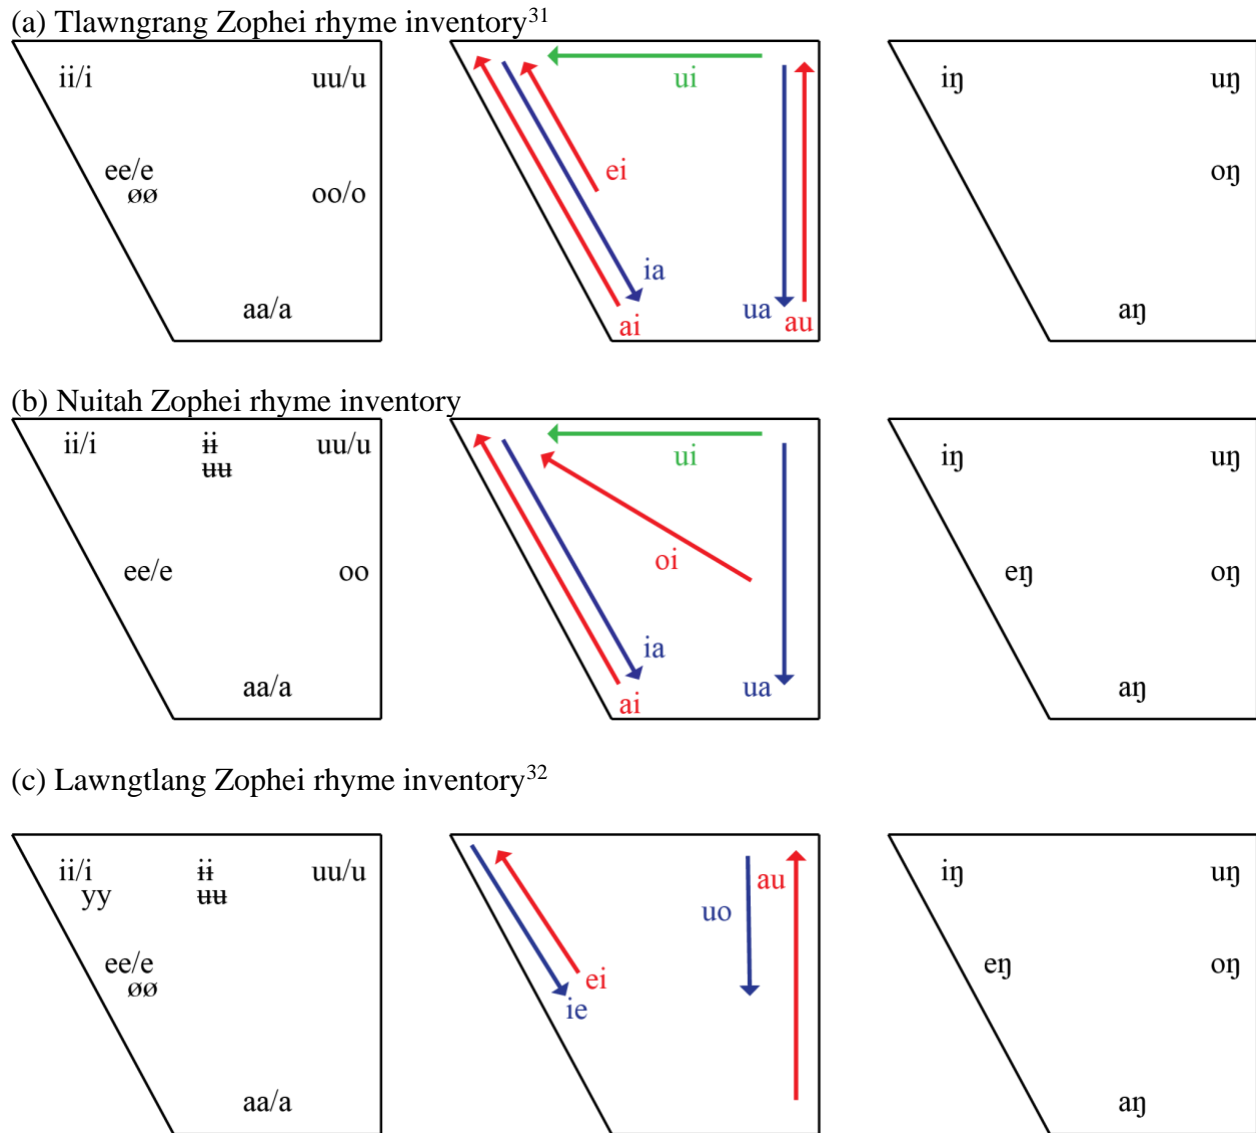 (a) Tlawngrang Zophei rhyme inventory31
ii/i uu/u ui iŋ uŋ
ee/e ei oŋ
øø oo/o
ia
aa/a ai ua au aŋ
(b) Nuitah Zophei rhyme inventory
ii/i ɨɨ uu/u ui iŋ uŋ
ʉʉ
ee/e oo oi eŋ oŋ
ia
aa/a ai ua aŋ
(c) Lawngtlang Zophei rhyme inventory32
ii/i ɨɨ uu/u au iŋ uŋ
yy ʉʉ uo
ee/e ei eŋ oŋ
øø ie
aa/a aŋ